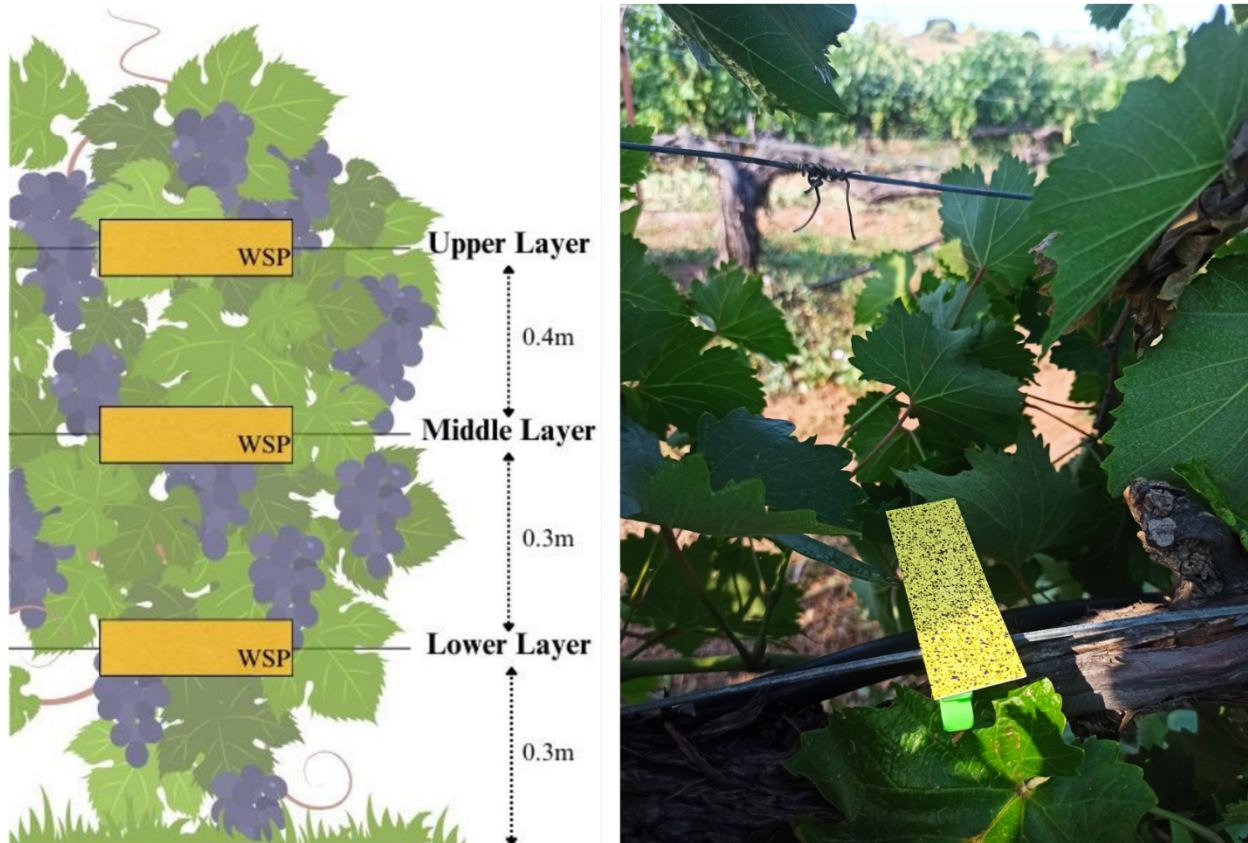 WSP
Upper Layer
0.4m
WSP
Middle Layer
0.3m
WSP
Lower Layer
0.3m